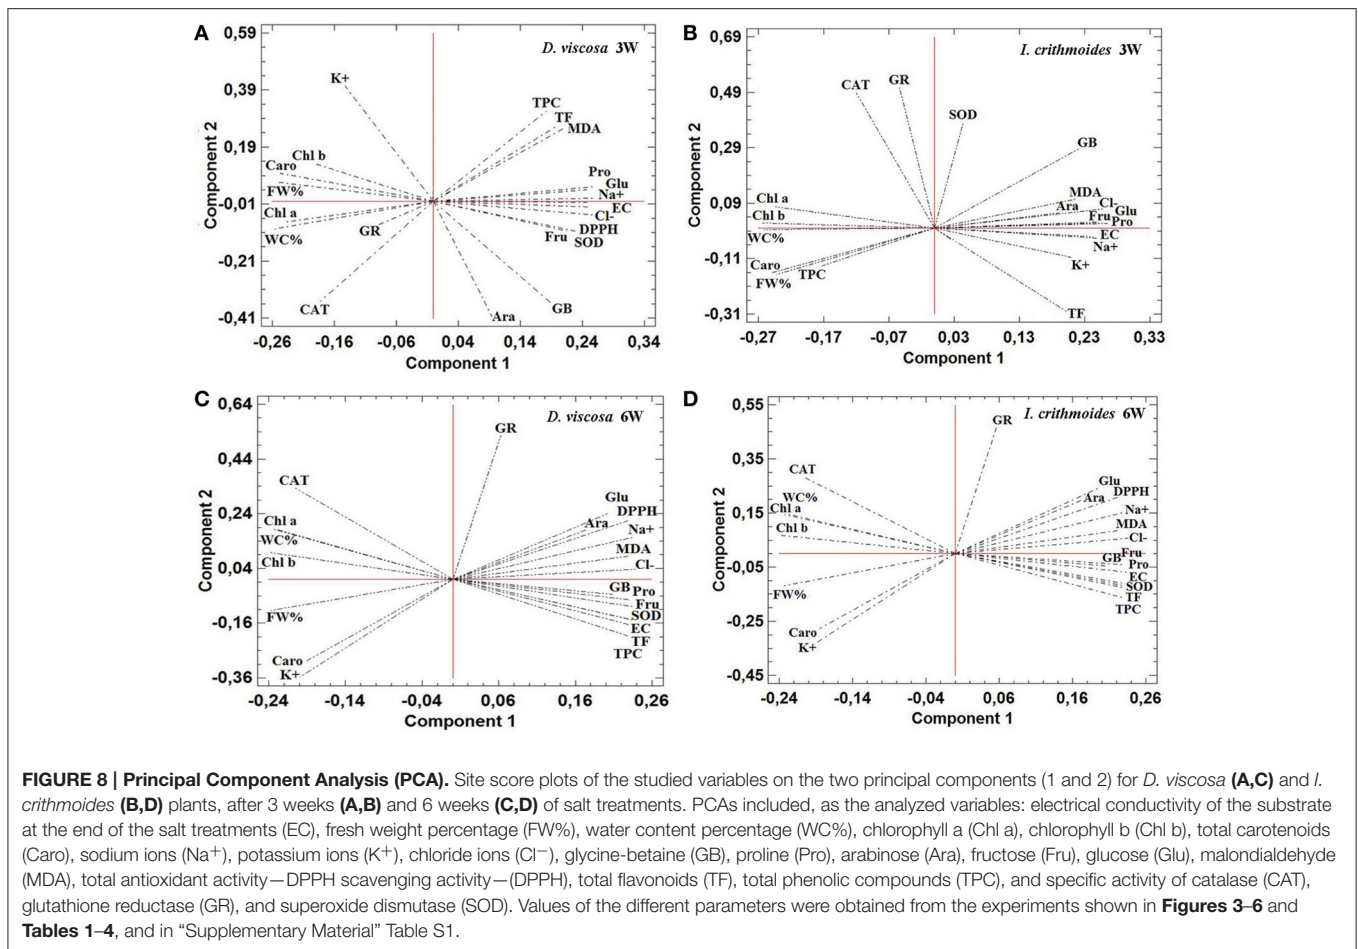 A
D. viscosa 3W
0,59
0,39
0,19
-0,01
-0,21
-0,41
Component 2
K+
TPC
TF
MDA
Chl b
Caro
FW%
Chl a
WC%
GR
CAT
Pro
Glu
Na+
EC
Cl-
DPPH
Fru
SOD
GB
Ara
-0,26
-0,16
-0,06
0,04
0,14
0,24
0,34
Component 1
B
I. crithmoides 3W
0,69
0,49
0,29
0,09
-0,11
-0,31
Component 2
CAT
GR
SOD
GB
Chl a
Chl b
WC%
Caro
FW%
TPC
MDA
Cl-
Ara
Glu
Fru
Pro
EC
Na+
K+
TF
-0,27
-0,17
-0,07
0,03
0,13
0,23
0,33
Component 1
C
D. viscosa 6W
0,64
0,44
0,24
0,04
-0,16
-0,36
Component 2
GR
CAT
Chl a
WC%
Chl b
FW%
Caro
K+
Glu
DPPH
Ara
Na+
MDA
Cl-
GB
Pro
Fru
SOD
EC
TF
TPC
-0,24
-0,14
-0,04
0,06
0,16
0,26
Component 1
D
I. crithmoides 6W
0,55
0,35
0,15
-0,05
-0,25
-0,45
Component 2
GR
CAT
WC%
Chl a
Chl b
FW%
Caro
K+
Glu
DPPH
Ara
Na+
MDA
Cl-
Fru
GB
Pro
EC
SOD
TF
TPC
-0,24
-0,14
-0,04
0,06
0,16
0,26
Component 1
FIGURE 8 | Principal Component Analysis (PCA). Site score plots of the studied variables on the two principal components (1 and 2) for D. viscosa (A,C) and I.
crithmoides (B,D) plants, after 3 weeks (A,B) and 6 weeks (C,D) of salt treatments. PCAs included, as the analyzed variables: electrical conductivity of the substrate
at the end of the salt treatments (EC), fresh weight percentage (FW%), water content percentage (WC%), chlorophyll a (Chl a), chlorophyll b (Chl b), total carotenoids
(Caro), sodium ions (Na⁺), potassium ions (K⁺), chloride ions (Cl⁻), glycine-betaine (GB), proline (Pro), arabinose (Ara), fructose (Fru), glucose (Glu), malondialdehyde
(MDA), total antioxidant activity—DPPH scavenging activity—(DPPH), total flavonoids (TF), total phenolic compounds (TPC), and specific activity of catalase (CAT),
glutathione reductase (GR), and superoxide dismutase (SOD). Values of the different parameters were obtained from the experiments shown in Figures 3–6 and
Tables 1–4, and in “Supplementary Material” Table S1.